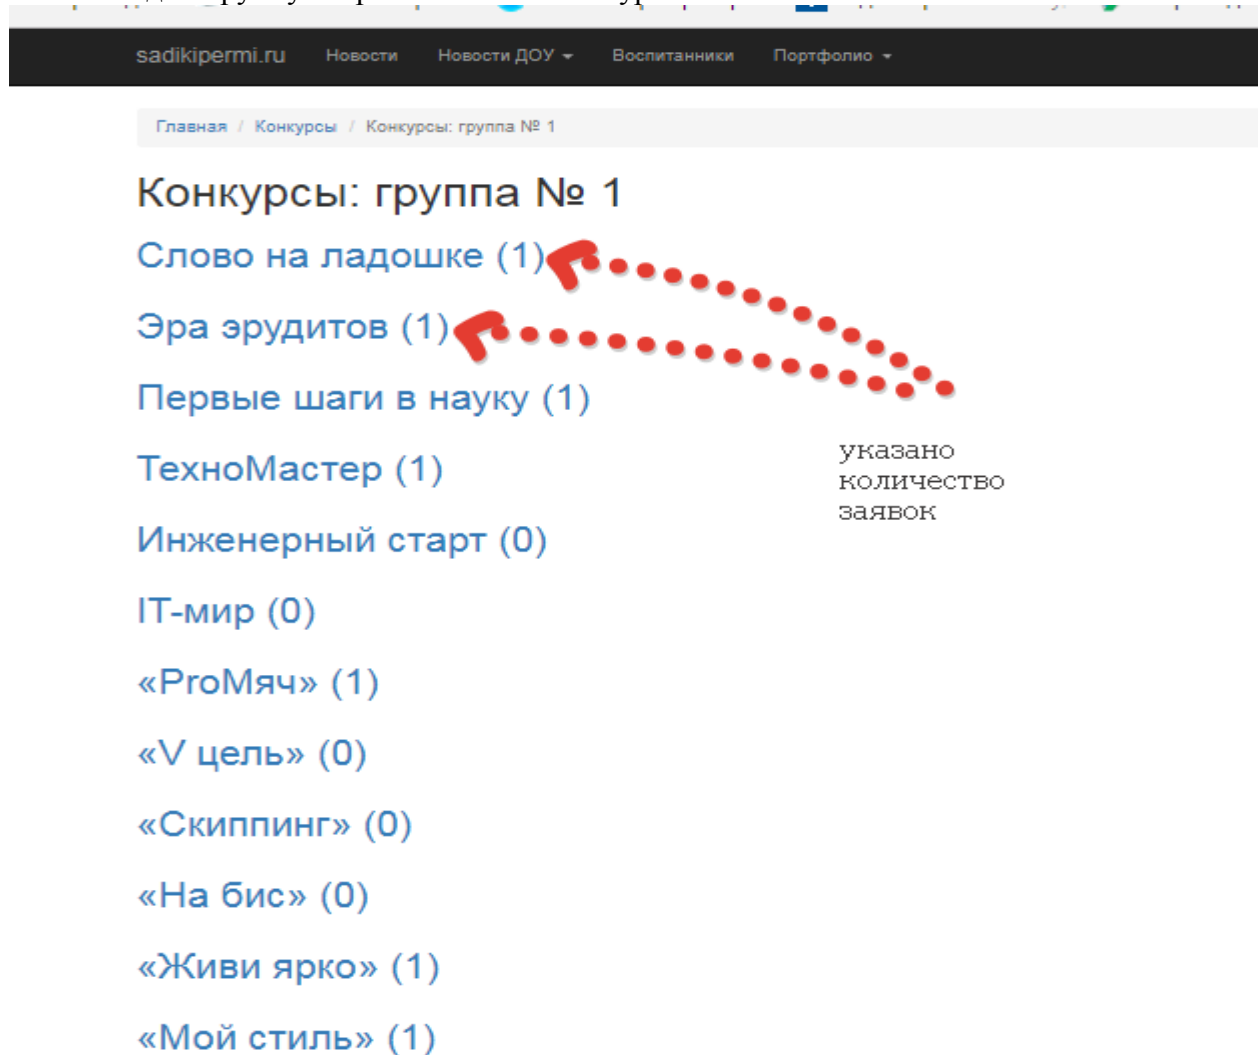 sadikipermi.ru Новости Новости ДОУ Воспитанники Портфолио
Главная / Конкурсы / Конкурсы: группа № 1
Конкурсы: группа № 1
Слово на ладошке (1)
Эра эрудитов (1)
Первые шаги в науку (1)
ТехноМастер (1)
Инженерный старт (0)
IT-мир (0)
«ProМяч» (1)
«V цель» (0)
«Скиппинг» (0)
«На бис» (0)
«Живи ярко» (1)
«Мой стиль» (1)
указано
количество
заявок